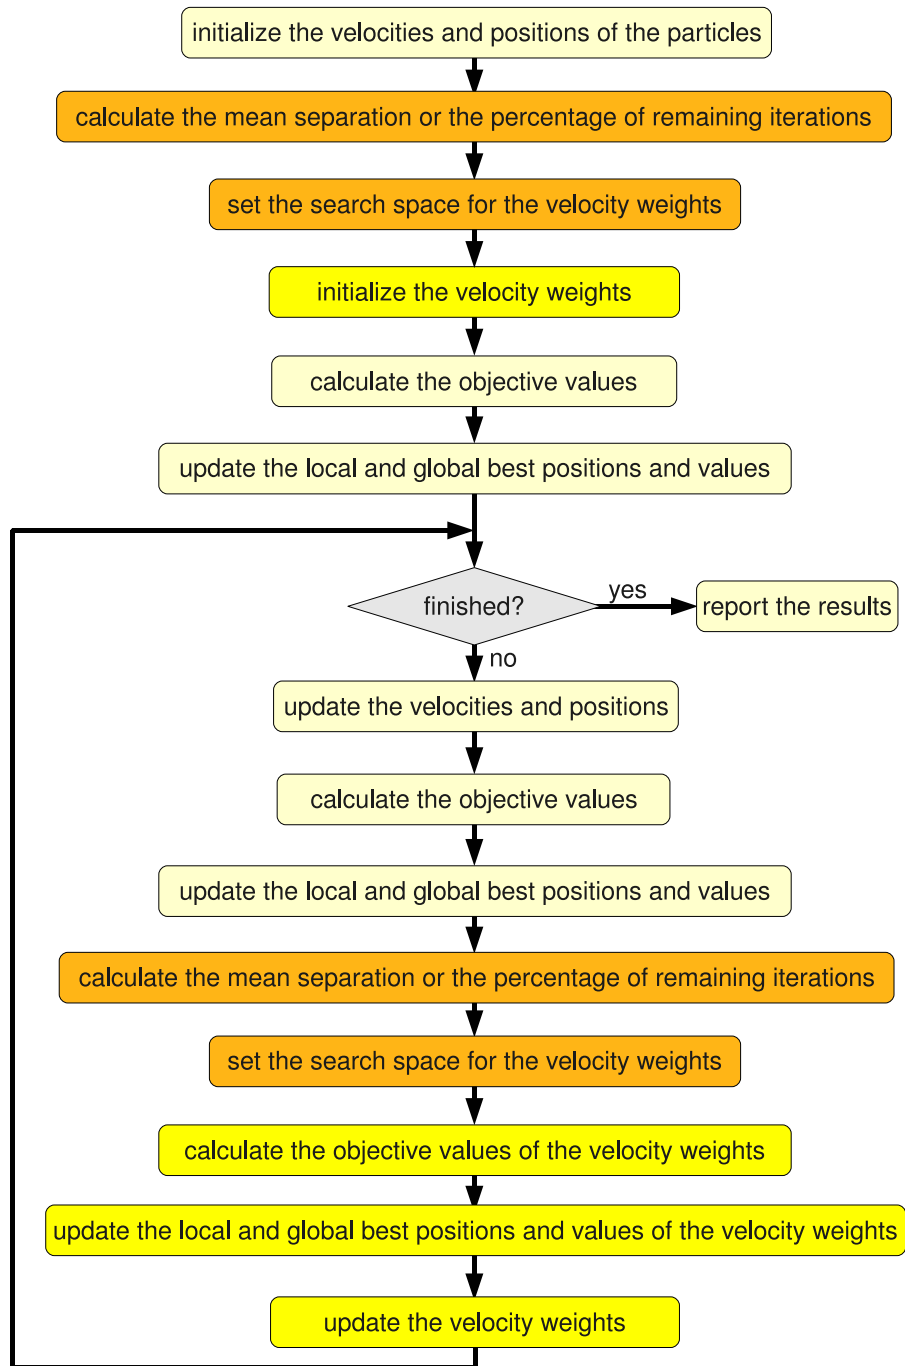 initialize the velocities and positions of the particles
calculate the mean separation or the percentage of remaining iterations
set the search space for the velocity weights
initialize the velocity weights
calculate the objective values
update the local and global best positions and values
finished?
yes
report the results
no
update the velocities and positions
calculate the objective values
update the local and global best positions and values
calculate the mean separation or the percentage of remaining iterations
set the search space for the velocity weights
calculate the objective values of the velocity weights
update the local and global best positions and values of the velocity weights
update the velocity weights